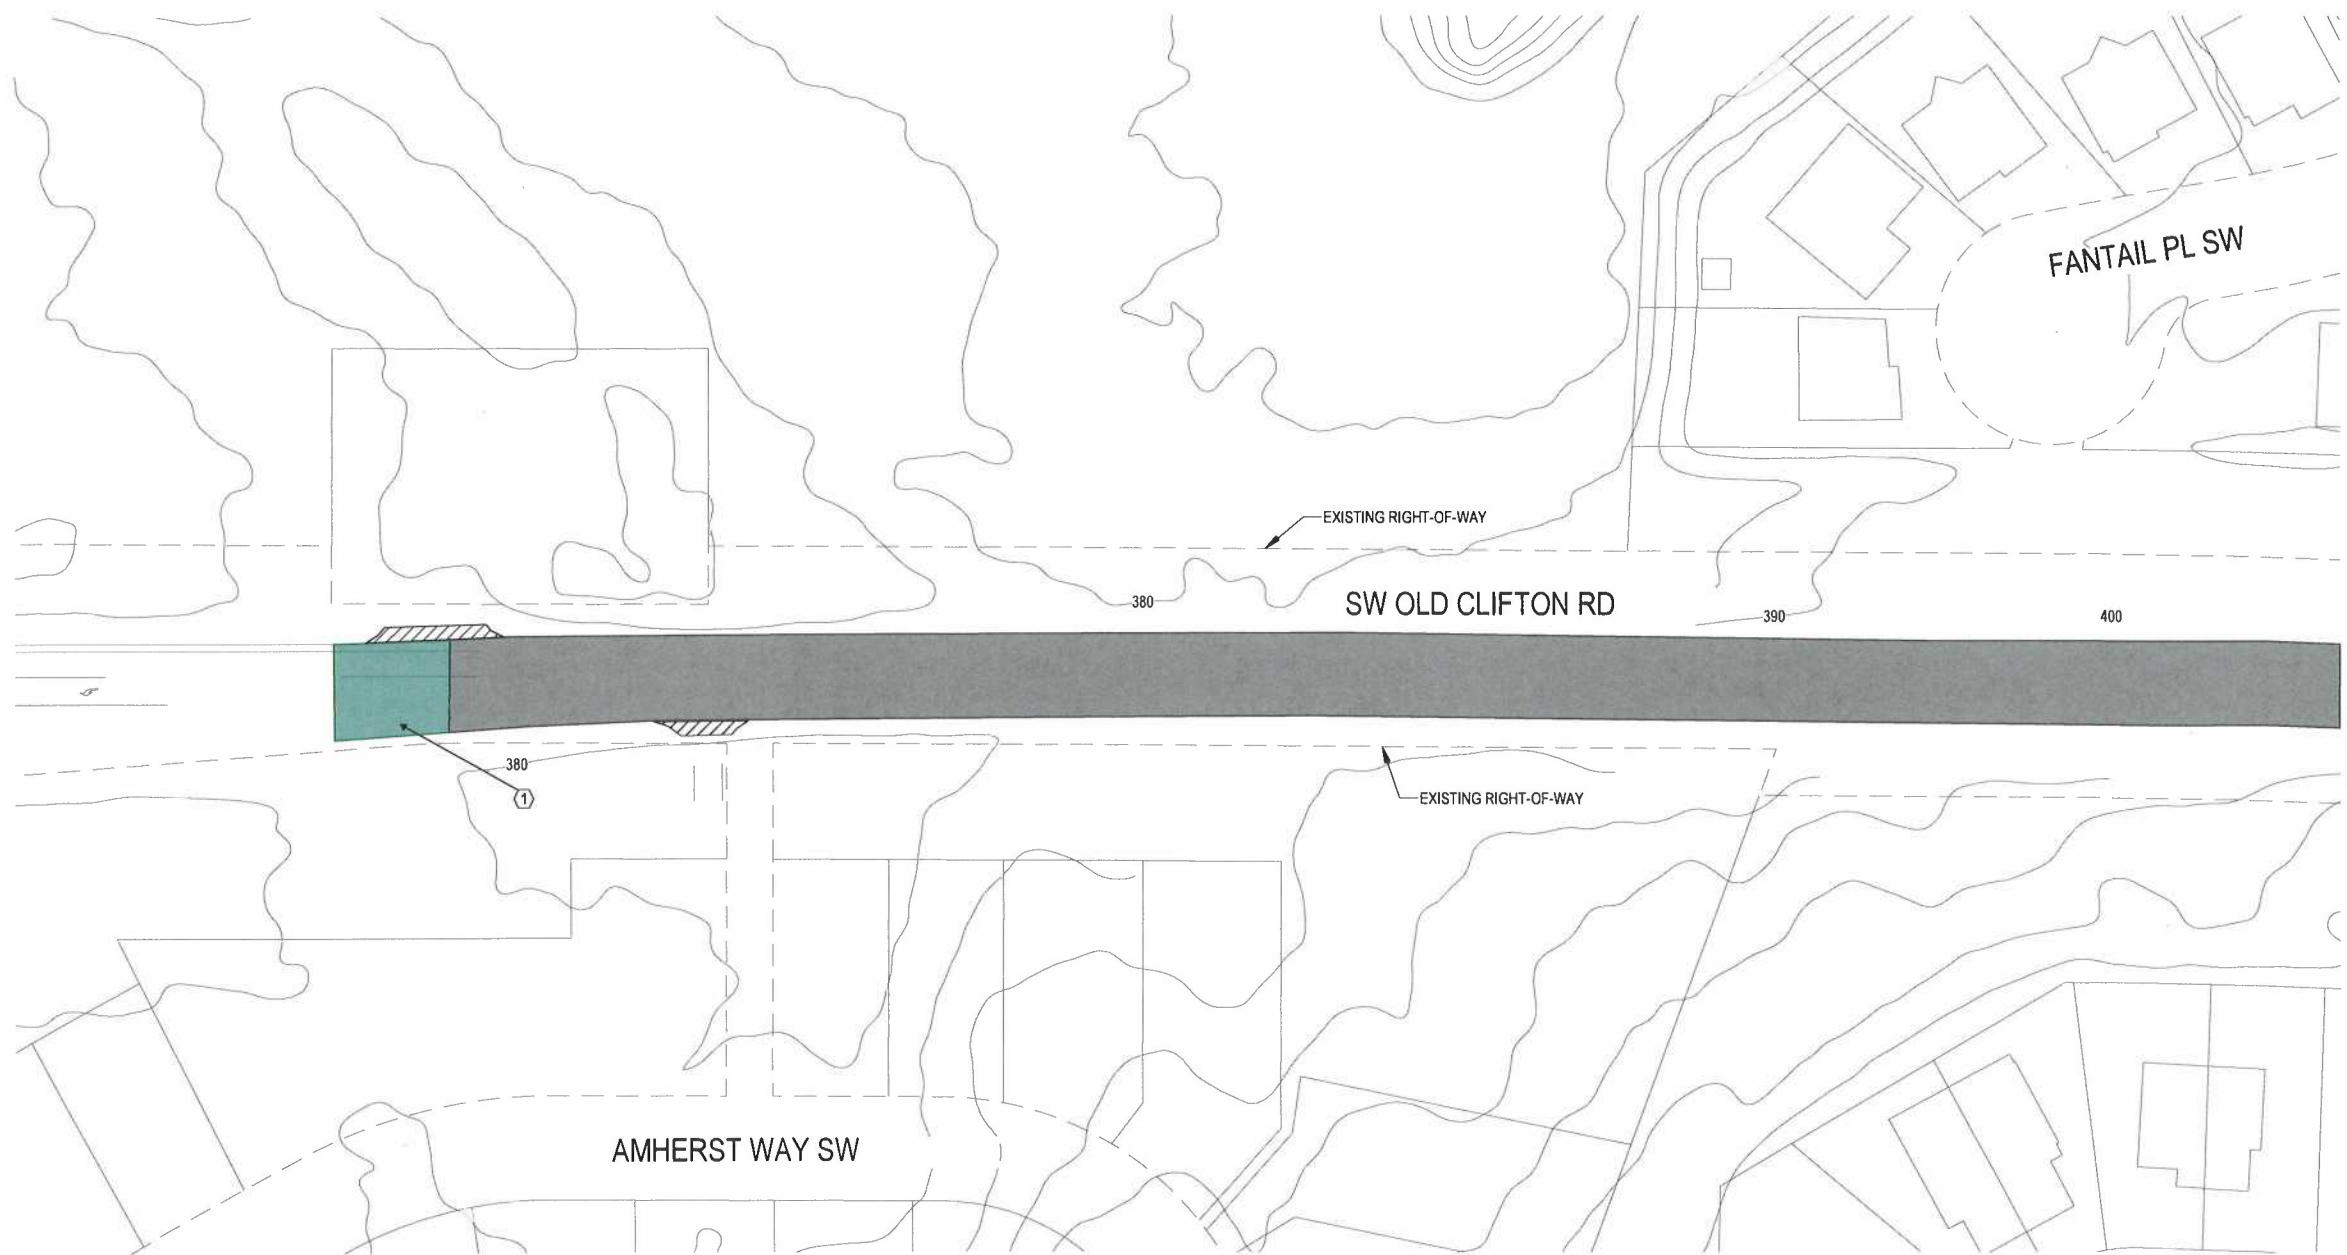 FANTAIL PL SW
EXISTING RIGHT-OF-WAY
380
SW OLD CLIFTON RD
390
400
380
1
EXISTING RIGHT-OF-WAY
AMHERST WAY SW